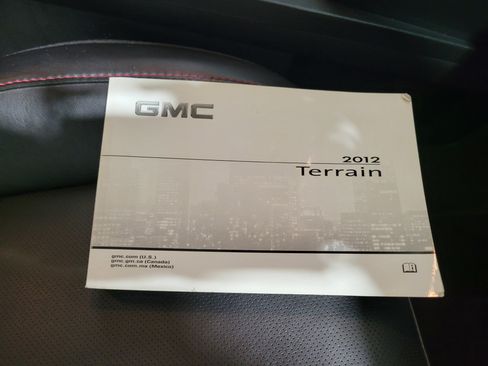 GMC
2012
Terrain
gmc.com (U.S.)
gmc.gm.ca (Canada)
gmc.com.mx (Mexico)